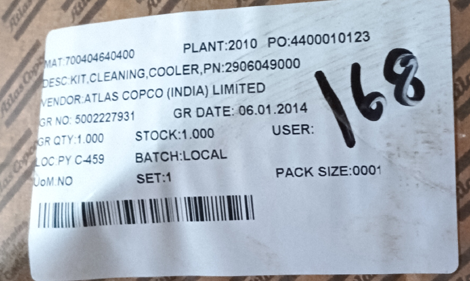 MAT:700404640400 PLANT:2010 PO:4400010123
DESC:KIT,CLEANING,COOLER,PN:2906049000
VENDOR:ATLAS COPCO (INDIA) LIMITED
GR NO: 5002227931 GR DATE: 06.01.2014
GR QTY:1.000 STOCK:1.000 USER:
LOC:PY C-459 BATCH:LOCAL
UoM:NO SET:1 PACK SIZE:0001
168
Atlas Copco